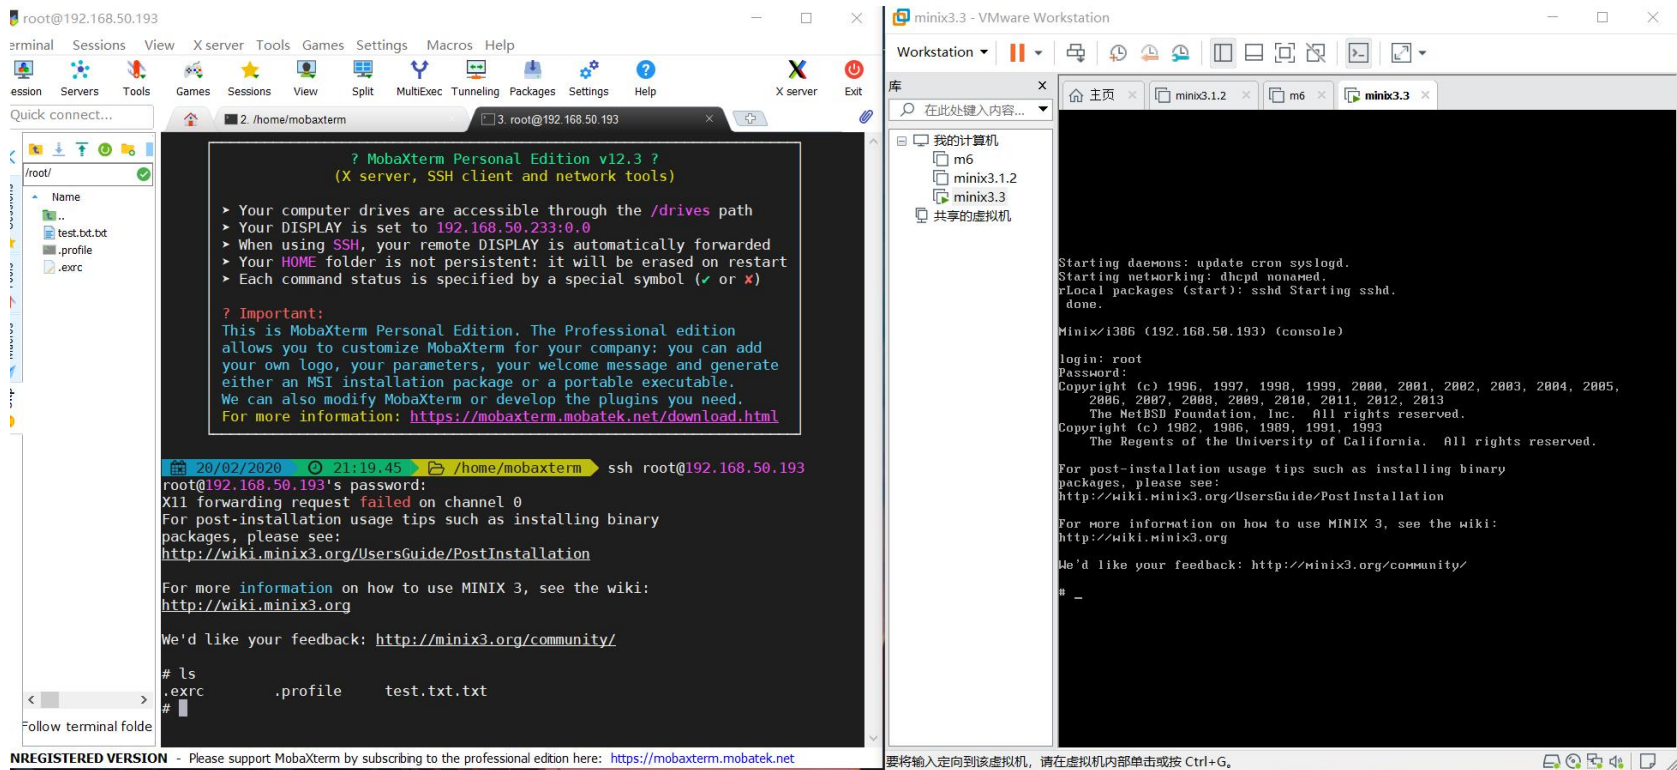 root@192.168.50.193
erminal Sessions View X server Tools Games Settings Macros Help
ession Servers Tools Games Sessions View Split MultiExec Tunneling Packages Settings Help X server Exit
Quick connect...
2. /home/mobaxterm
3. root@192.168.50.193
/root/
Name
..
test.txt.txt
.profile
.exrc
Follow terminal folde
? MobaXterm Personal Edition v12.3 ?
(X server, SSH client and network tools)
➤ Your computer drives are accessible through the /drives path
➤ Your DISPLAY is set to 192.168.50.233:0.0
➤ When using SSH, your remote DISPLAY is automatically forwarded
➤ Your HOME folder is not persistent: it will be erased on restart
➤ Each command status is specified by a special symbol (✔ or ✘)
? Important:
This is MobaXterm Personal Edition. The Professional edition
allows you to customize MobaXterm for your company: you can add
your own logo, your parameters, your welcome message and generate
either an MSI installation package or a portable executable.
We can also modify MobaXterm or develop the plugins you need.
For more information: https://mobaxterm.mobatek.net/download.html
20/02/2020 21:19.45 /home/mobaxterm ssh root@192.168.50.193
root@192.168.50.193's password:
X11 forwarding request failed on channel 0
For post-installation usage tips such as installing binary
packages, please see:
http://wiki.minix3.org/UsersGuide/PostInstallation
For more information on how to use MINIX 3, see the wiki:
http://wiki.minix3.org
We'd like your feedback: http://minix3.org/community/
# ls
.exrc .profile test.txt.txt
#
NREGISTERED VERSION - Please support MobaXterm by subscribing to the professional edition here: https://mobaxterm.mobatek.net
minix3.3 - VMware Workstation
Workstation
库
在此处键入内容...
我的计算机
m6
minix3.1.2
minix3.3
共享的虚拟机
主页
minix3.1.2
m6
minix3.3
Starting daemons: update cron syslogd.
Starting networking: dhcpd nonamed.
rLocal packages (start): sshd Starting sshd.
done.
Minix/i386 (192.168.50.193) (console)
login: root
Password:
Copyright (c) 1996, 1997, 1998, 1999, 2000, 2001, 2002, 2003, 2004, 2005,
2006, 2007, 2008, 2009, 2010, 2011, 2012, 2013
The NetBSD Foundation, Inc. All rights reserved.
Copyright (c) 1982, 1986, 1989, 1991, 1993
The Regents of the University of California. All rights reserved.
For post-installation usage tips such as installing binary
packages, please see:
http://wiki.minix3.org/UsersGuide/PostInstallation
For more information on how to use MINIX 3, see the wiki:
http://wiki.minix3.org
We'd like your feedback: http://minix3.org/community/
# _
要将输入定向到该虚拟机，请在虚拟机内部单击或按 Ctrl+G。